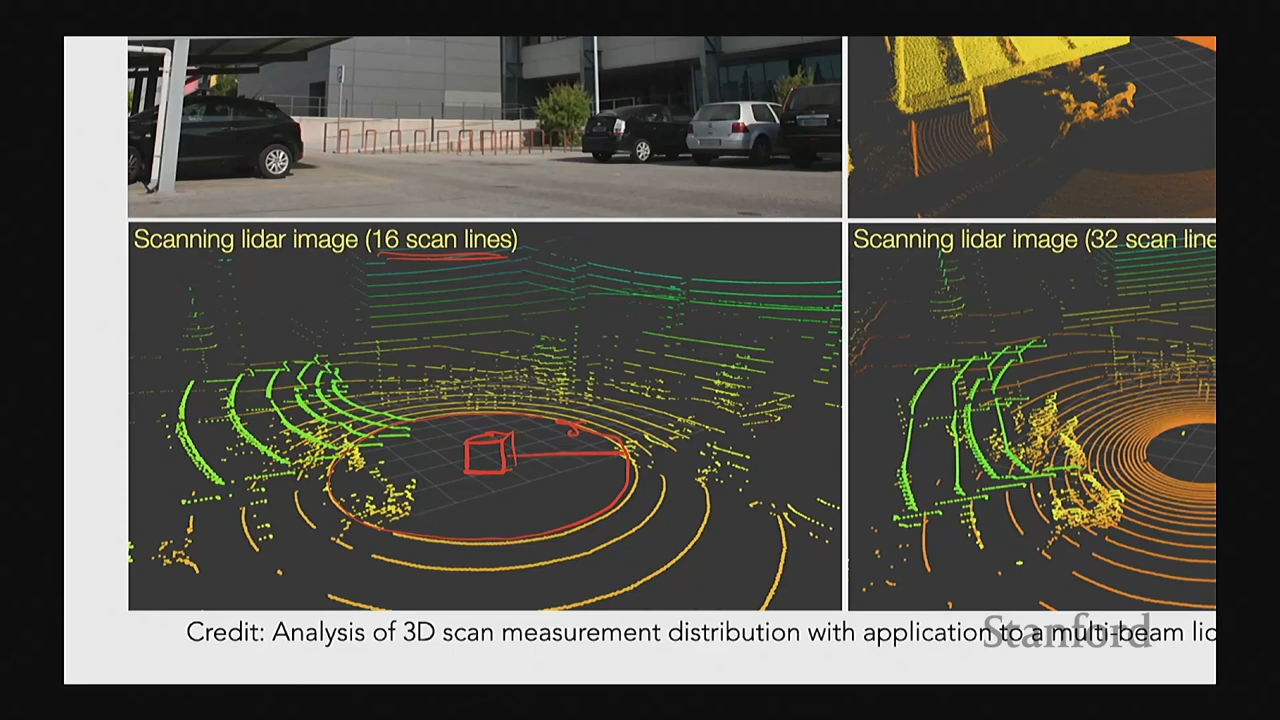 Scanning lidar image (16 scan lines)
Scanning lidar image (32 scan line
Credit: Analysis of 3D scan measurement distribution with application to a multi-beam lid
Stanford